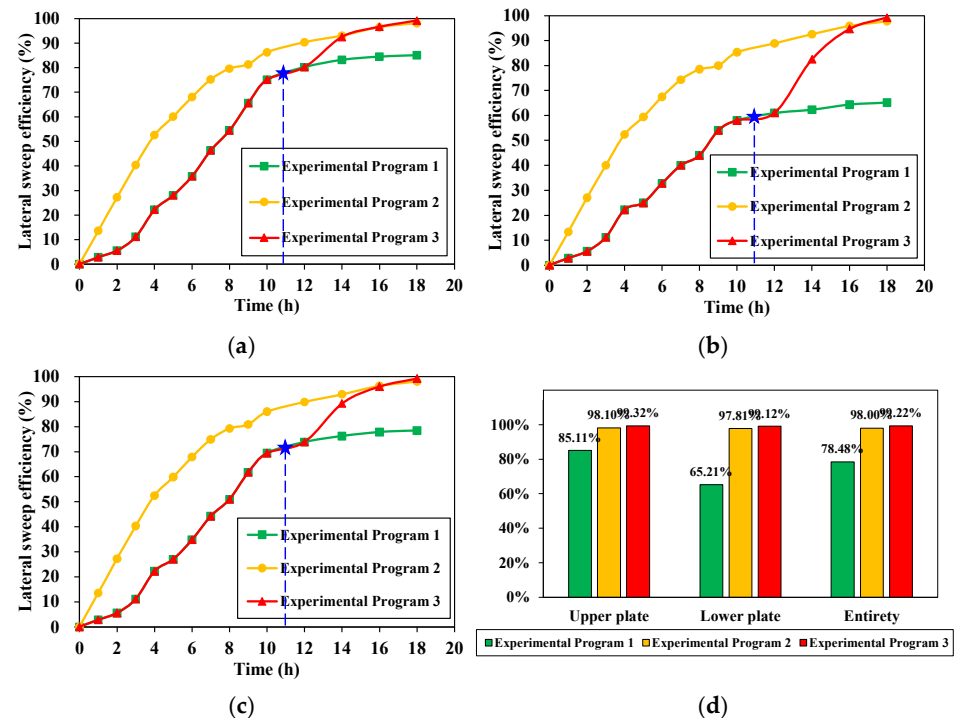 (a)
Lateral sweep efficiency (%)
100
90
80
70
60
50
40
30
20
10
0
0 2 4 6 8 10 12 14 16 18 20
Time (h)
Experimental Program 1
Experimental Program 2
Experimental Program 3
(b)
Lateral sweep efficiency (%)
100
90
80
70
60
50
40
30
20
10
0
0 2 4 6 8 10 12 14 16 18 20
Time (h)
Experimental Program 1
Experimental Program 2
Experimental Program 3
(c)
Lateral sweep efficiency (%)
100
90
80
70
60
50
40
30
20
10
0
0 2 4 6 8 10 12 14 16 18 20
Time (h)
Experimental Program 1
Experimental Program 2
Experimental Program 3
(d)
100%
80%
60%
40%
20%
0%
85.11% 98.10% 99.32%
65.21% 97.81% 99.12%
78.48% 98.00% 99.22%
Upper plate Lower plate Entirety
Experimental Program 1 Experimental Program 2 Experimental Program 3